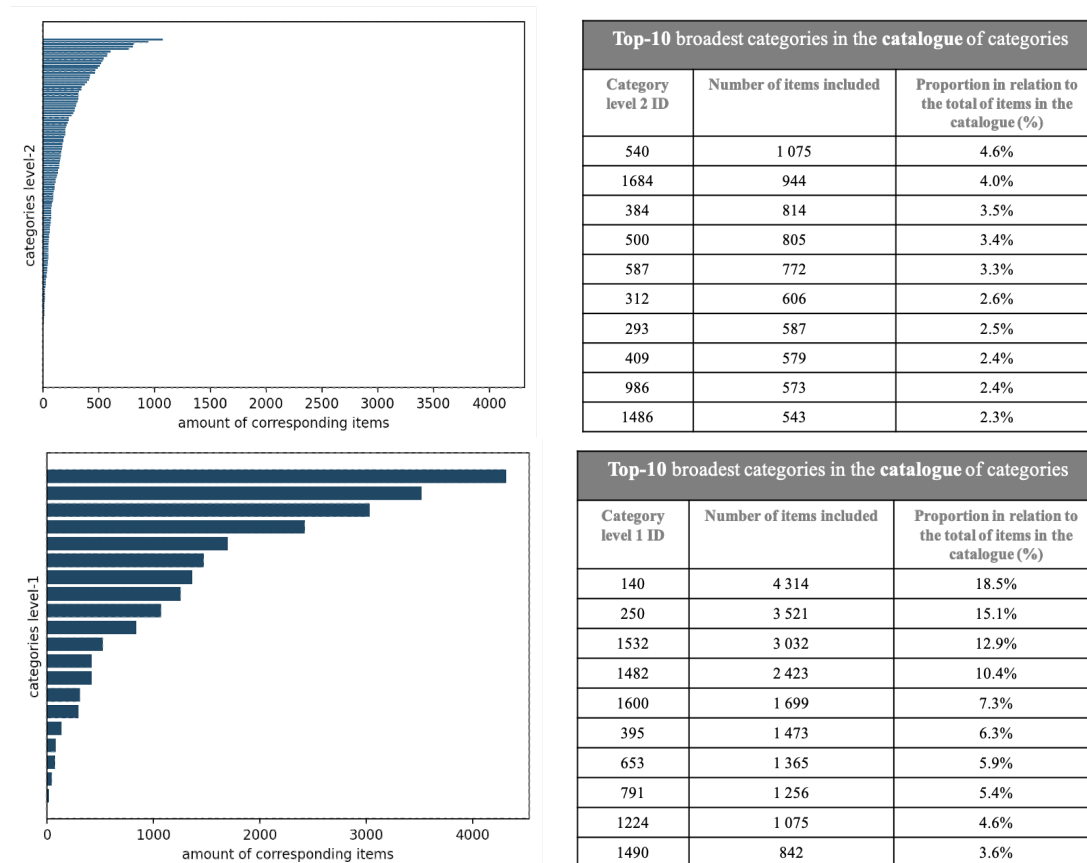 categories level-2
0 500 1000 1500 2000 2500 3000 3500 4000
amount of corresponding items
Top-10 broadest categories in the catalogue of categories
Category level 2 ID Number of items included Proportion in relation to the total of items in the catalogue (%)
540 1 075 4.6%
1684 944 4.0%
384 814 3.5%
500 805 3.4%
587 772 3.3%
312 606 2.6%
293 587 2.5%
409 579 2.4%
986 573 2.4%
1486 543 2.3%
categories level-1
0 1000 2000 3000 4000
amount of corresponding items
Top-10 broadest categories in the catalogue of categories
Category level 1 ID Number of items included Proportion in relation to the total of items in the catalogue (%)
140 4 314 18.5%
250 3 521 15.1%
1532 3 032 12.9%
1482 2 423 10.4%
1600 1 699 7.3%
395 1 473 6.3%
653 1 365 5.9%
791 1 256 5.4%
1224 1 075 4.6%
1490 842 3.6%